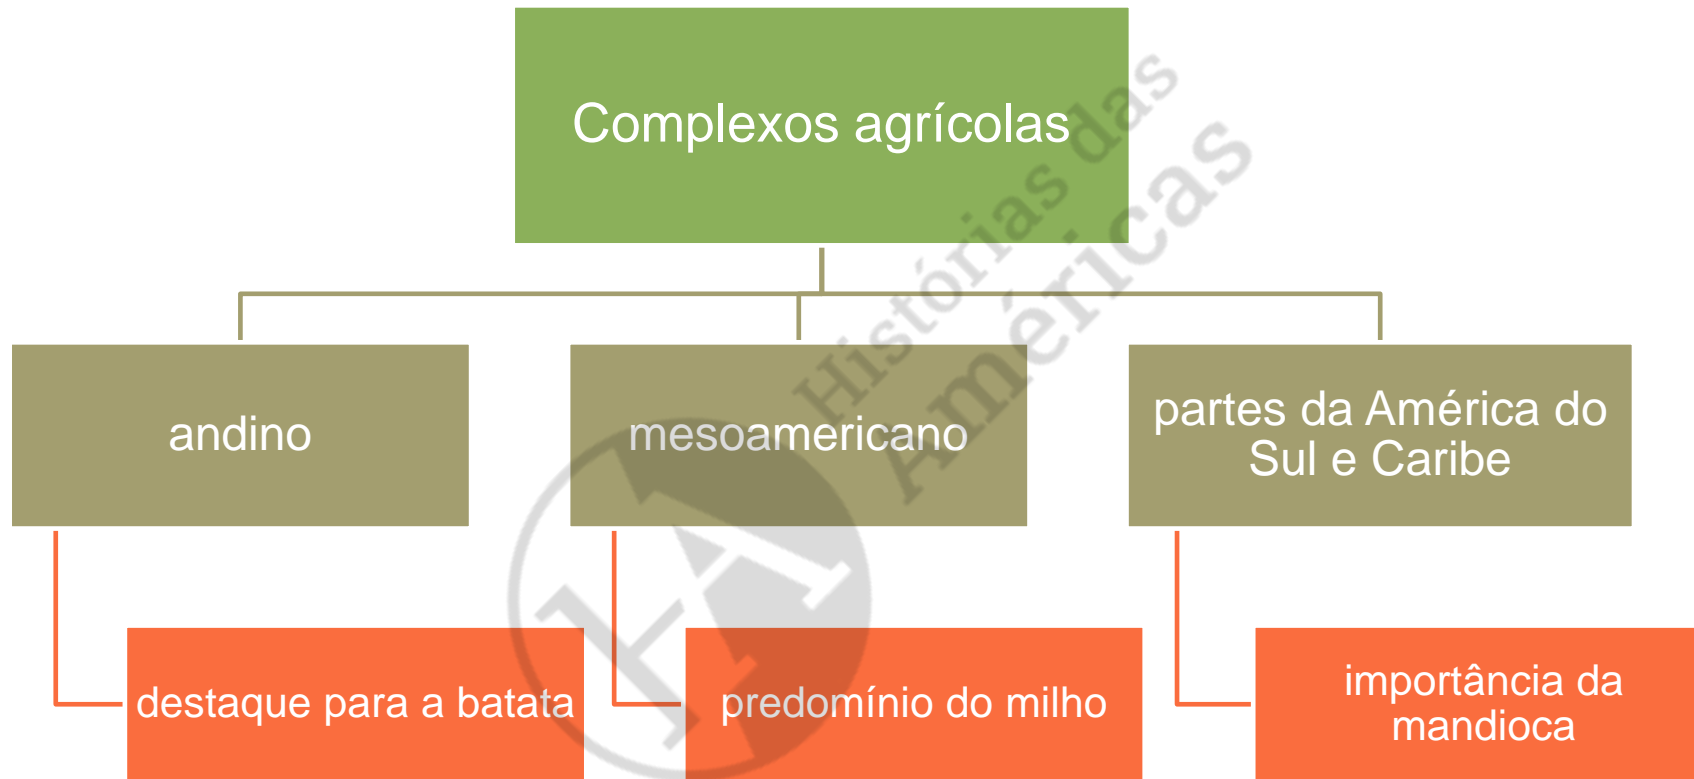 Complexos agrícolas
Histórias das
Américas
andino
mesoamericano
partes da América do
Sul e Caribe
destaque para a batata
predomínio do milho
importância da
mandioca